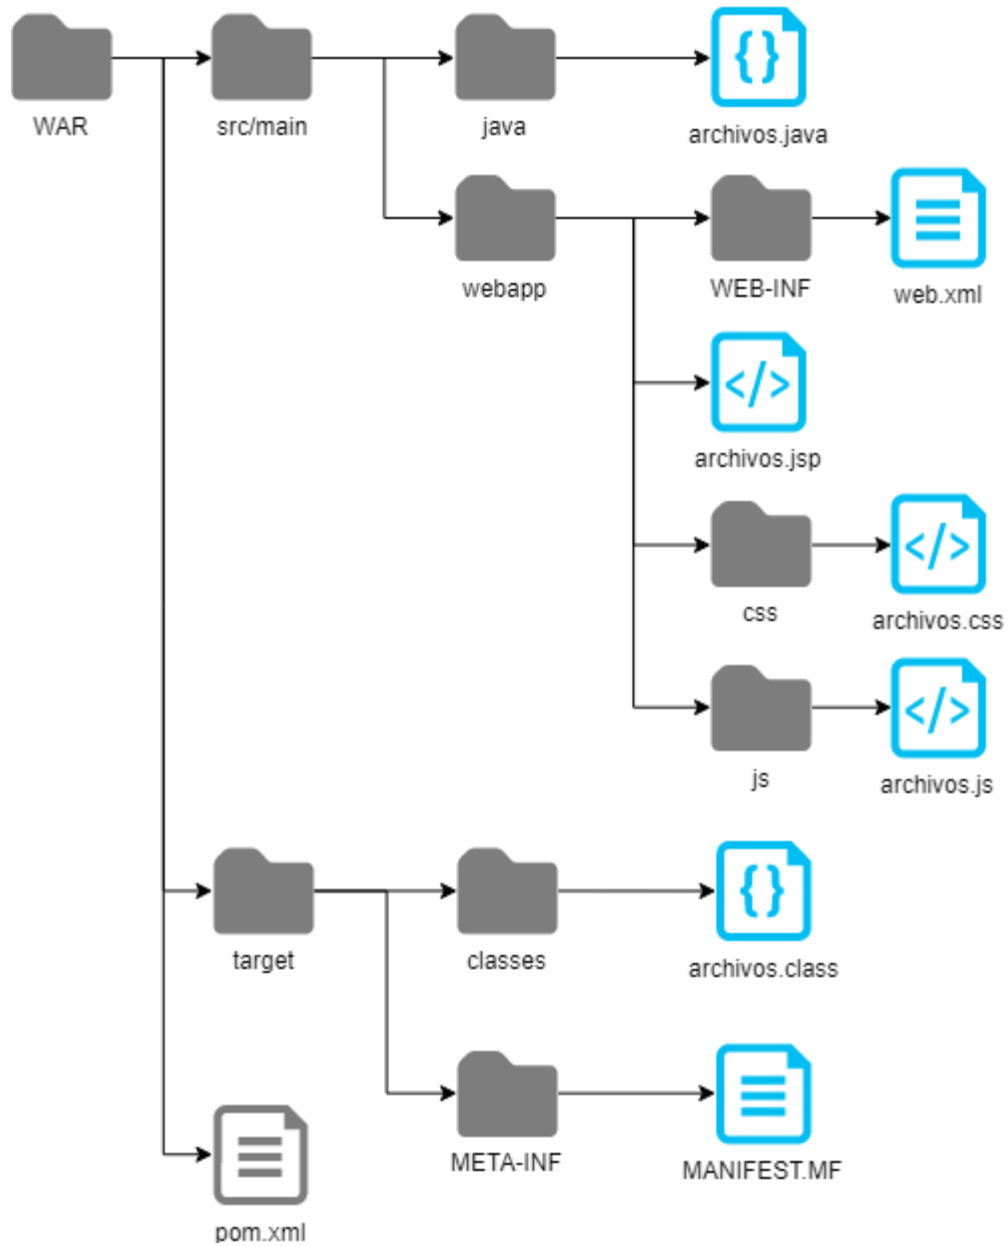 WAR
src/main
java
archivos.java
webapp
WEB-INF
web.xml
archivos.jsp
css
archivos.css
js
archivos.js
target
classes
archivos.class
META-INF
MANIFEST.MF
pom.xml